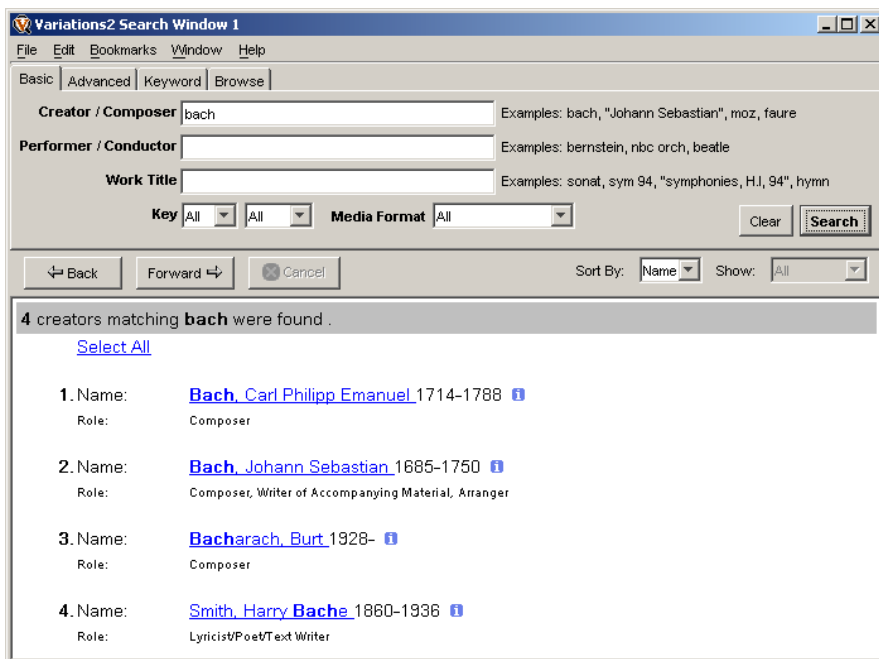 Variations2 Search Window 1
File Edit Bookmarks Window Help
Basic Advanced Keyword Browse
Creator / Composer bach Examples: bach, "Johann Sebastian", moz, faure
Performer / Conductor Examples: bernstein, nbc orch, beatle
Work Title Examples: sonat, sym 94, "symphonies, H.I, 94", hymn
Key All All Media Format All Clear Search
Back Forward Cancel Sort By: Name Show: All
4 creators matching bach were found .
Select All
1. Name: Bach, Carl Philipp Emanuel 1714-1788 i
Role: Composer
2. Name: Bach, Johann Sebastian 1685-1750 i
Role: Composer, Writer of Accompanying Material, Arranger
3. Name: Bacharach, Burt 1928- i
Role: Composer
4. Name: Smith, Harry Bache 1860-1936 i
Role: Lyricist/Poet/Text Writer